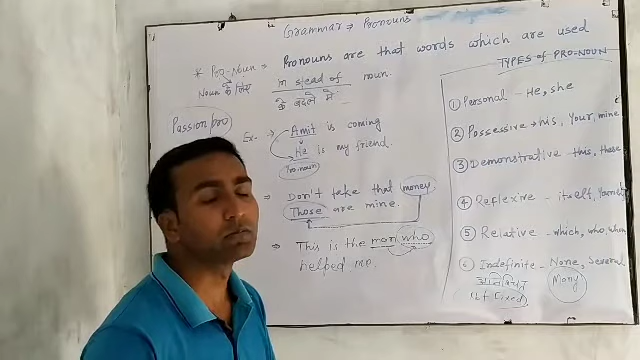 Grammar → Pronouns
* Pro-Noun = Pronouns are that words which are used
Noun के लिए in stead of noun.
के बदले में
Passion pro
Ex- → Amit is coming
He is my friend.
Pronoun
⇒ Don't take that money,
Those are mine.
⇒ This is the man who
helped me.
TYPES of PRO-NOUN
① Personal - He, she
② Possessive → his, your, mine
③ Demonstrative this, these
④ Reflexive - itself,
⑤ Relative - which, who, whom
⑥ Indefinite - None, Several
अनिश्चित Many
Not Fixed